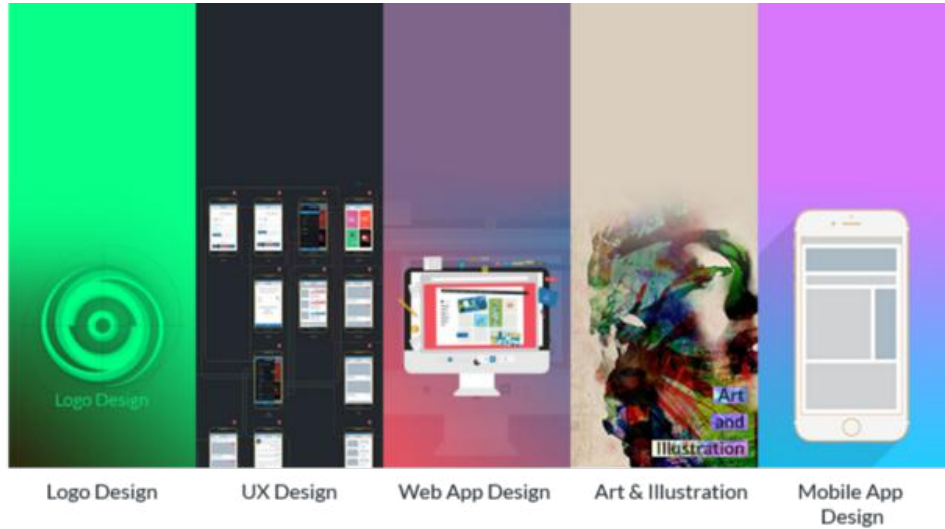 Logo Design
Art
and
Illustration
Logo Design
UX Design
Web App Design
Art & Illustration
Mobile App
Design